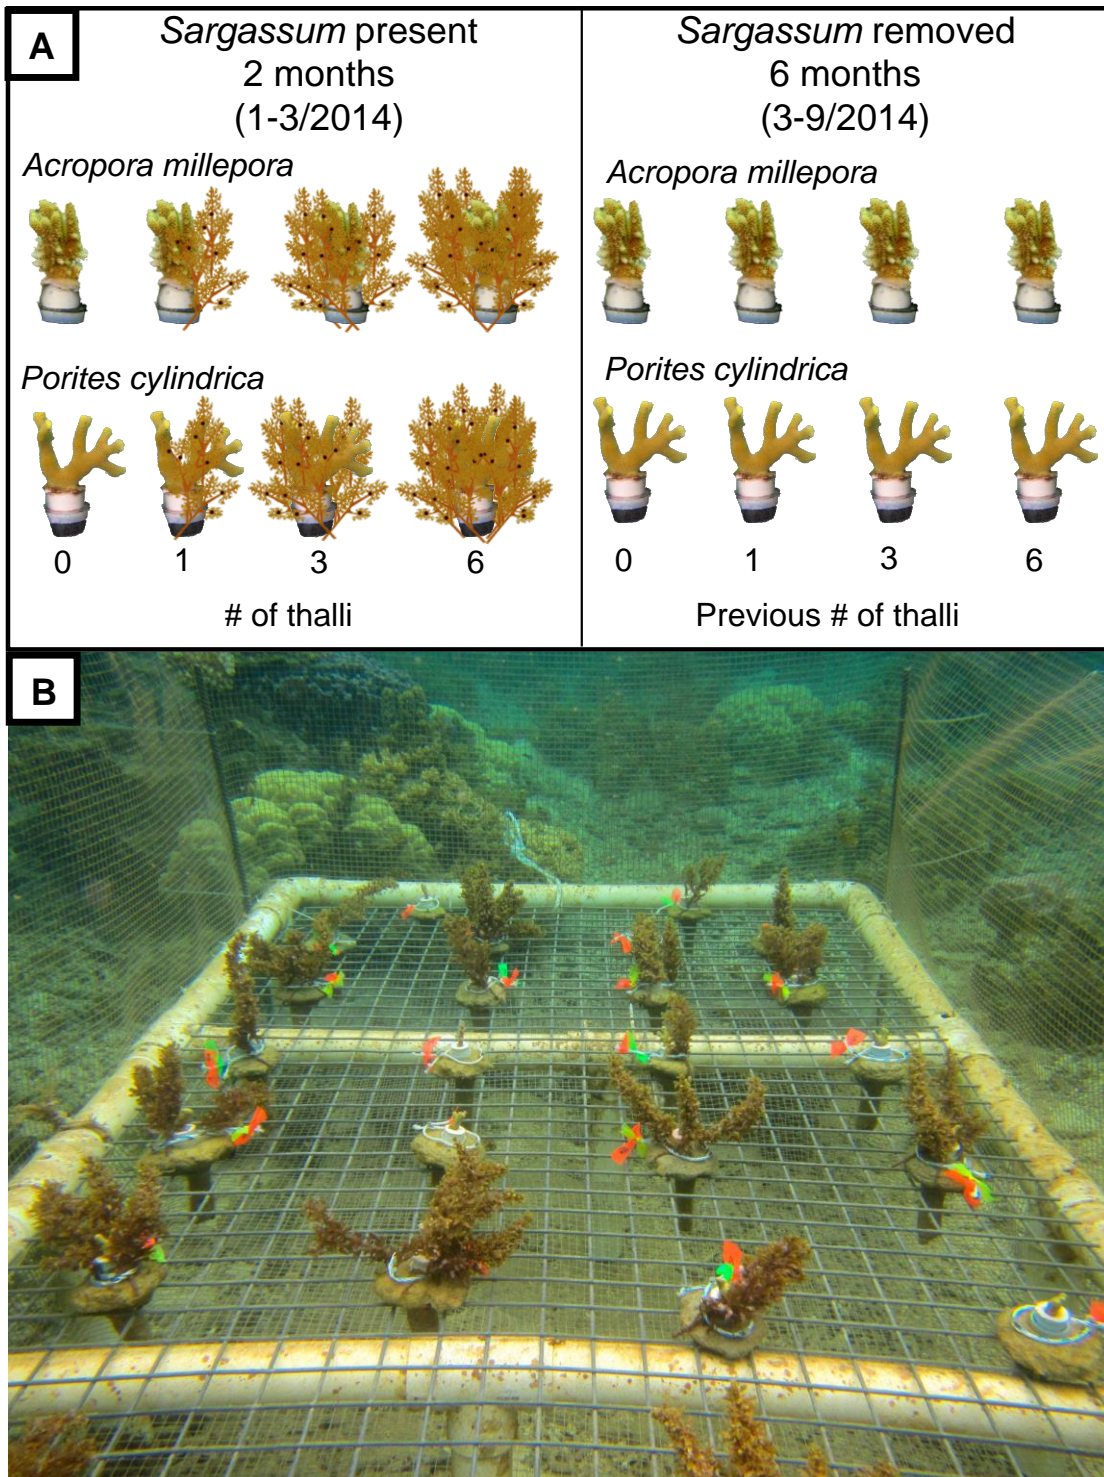 A
Sargassum present
2 months
(1-3/2014)
Acropora millepora
Porites cylindrica
0 1 3 6
# of thalli
Sargassum removed
6 months
(3-9/2014)
Acropora millepora
Porites cylindrica
0 1 3 6
Previous # of thalli
B